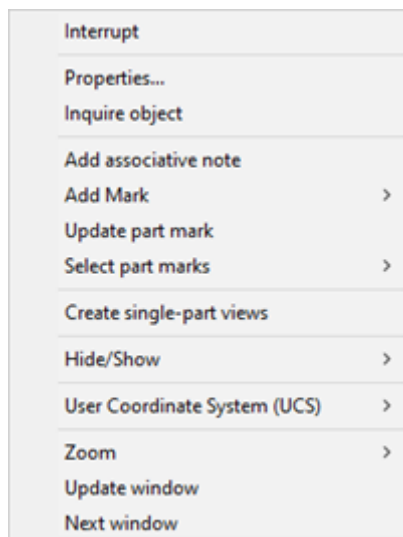 Interrupt
Properties...
Inquire object
Add associative note
Add Mark
Update part mark
Select part marks
Create single-part views
Hide/Show
User Coordinate System (UCS)
Zoom
Update window
Next window